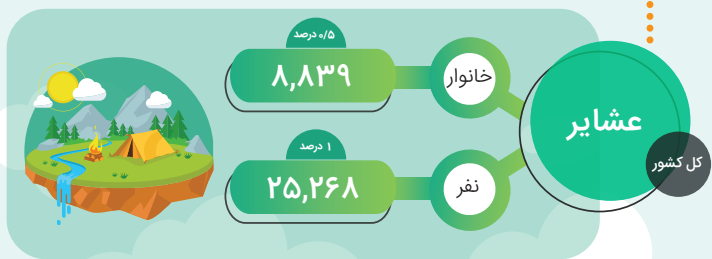 عشایر
کل کشور
۰/۵ درصد
خانوار
۸,۸۳۹
۱ درصد
نفر
۲۵,۲۶۸